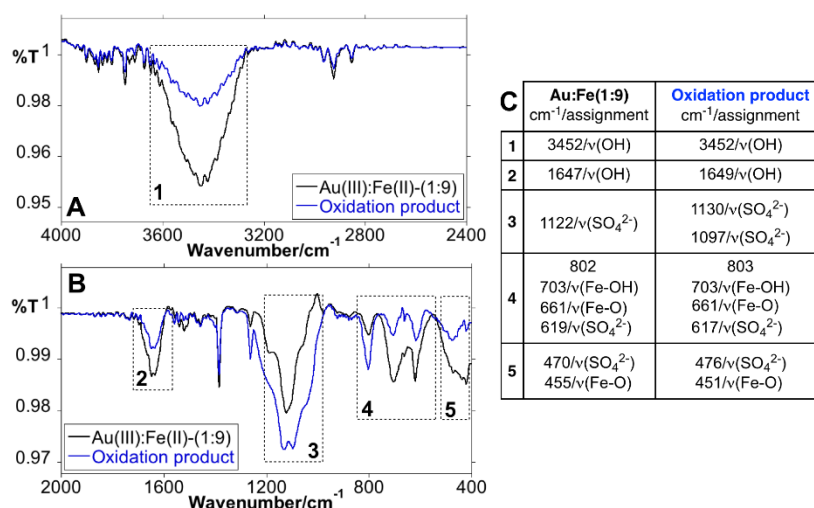 A
%T
1
0.98
0.96
0.95
1
Au(III):Fe(II)-(1:9)
Oxidation product
4000 3600 3200 2800 2400
Wavenumber/cm⁻¹
B
%T
1
0.99
0.98
0.97
2
3
4
5
Au(III):Fe(II)-(1:9)
Oxidation product
2000 1600 1200 800 400
Wavenumber/cm⁻¹
C
Au:Fe(1:9) Oxidation product
cm⁻¹/assignment cm⁻¹/assignment
1 3452/ν(OH) 3452/ν(OH)
2 1647/ν(OH) 1649/ν(OH)
3 1122/ν(SO₄²⁻) 1130/ν(SO₄²⁻)
1097/ν(SO₄²⁻)
4
802 803
703/ν(Fe-OH) 703/ν(Fe-OH)
661/ν(Fe-O) 661/ν(Fe-O)
619/ν(SO₄²⁻) 617/ν(SO₄²⁻)
5
470/ν(SO₄²⁻) 476/ν(SO₄²⁻)
455/ν(Fe-O) 451/ν(Fe-O)